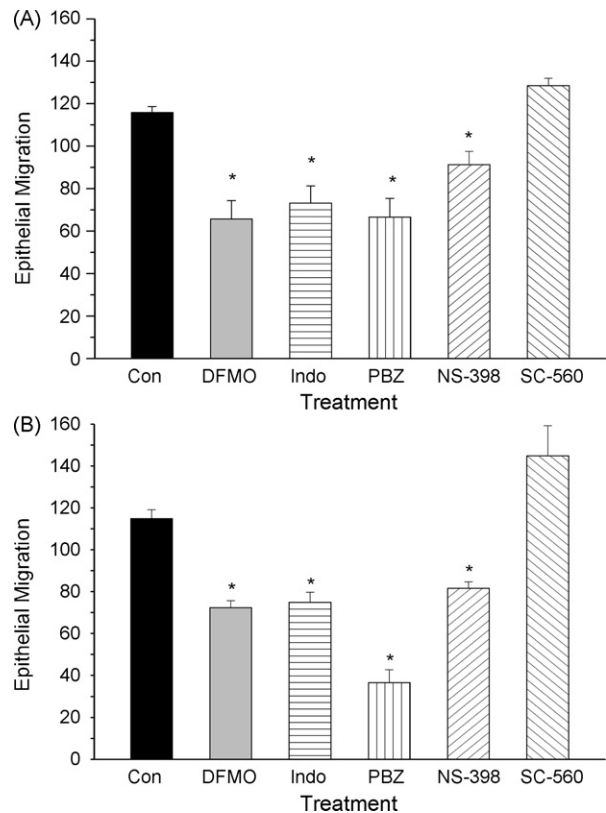 (A)
Epithelial Migration
160
140
120
100
80
60
40
20
0
* * * *
Con DFMO Indo PBZ NS-398 SC-560
Treatment
(B)
Epithelial Migration
160
140
120
100
80
60
40
20
0
* * * *
Con DFMO Indo PBZ NS-398 SC-560
Treatment